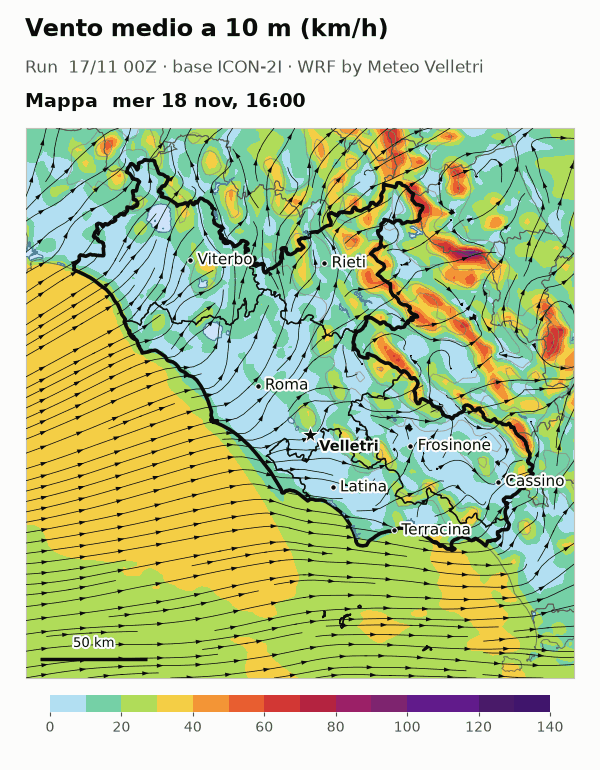 Vento medio a 10 m (km/h)
Run 17/11 00Z · base ICON-2I · WRF by Meteo Velletri
Mappa mer 18 nov, 16:00
Viterbo
Rieti
Roma
Velletri
Frosinone
Latina
Cassino
Terracina
50 km
0 20 40 60 80 100 120 140